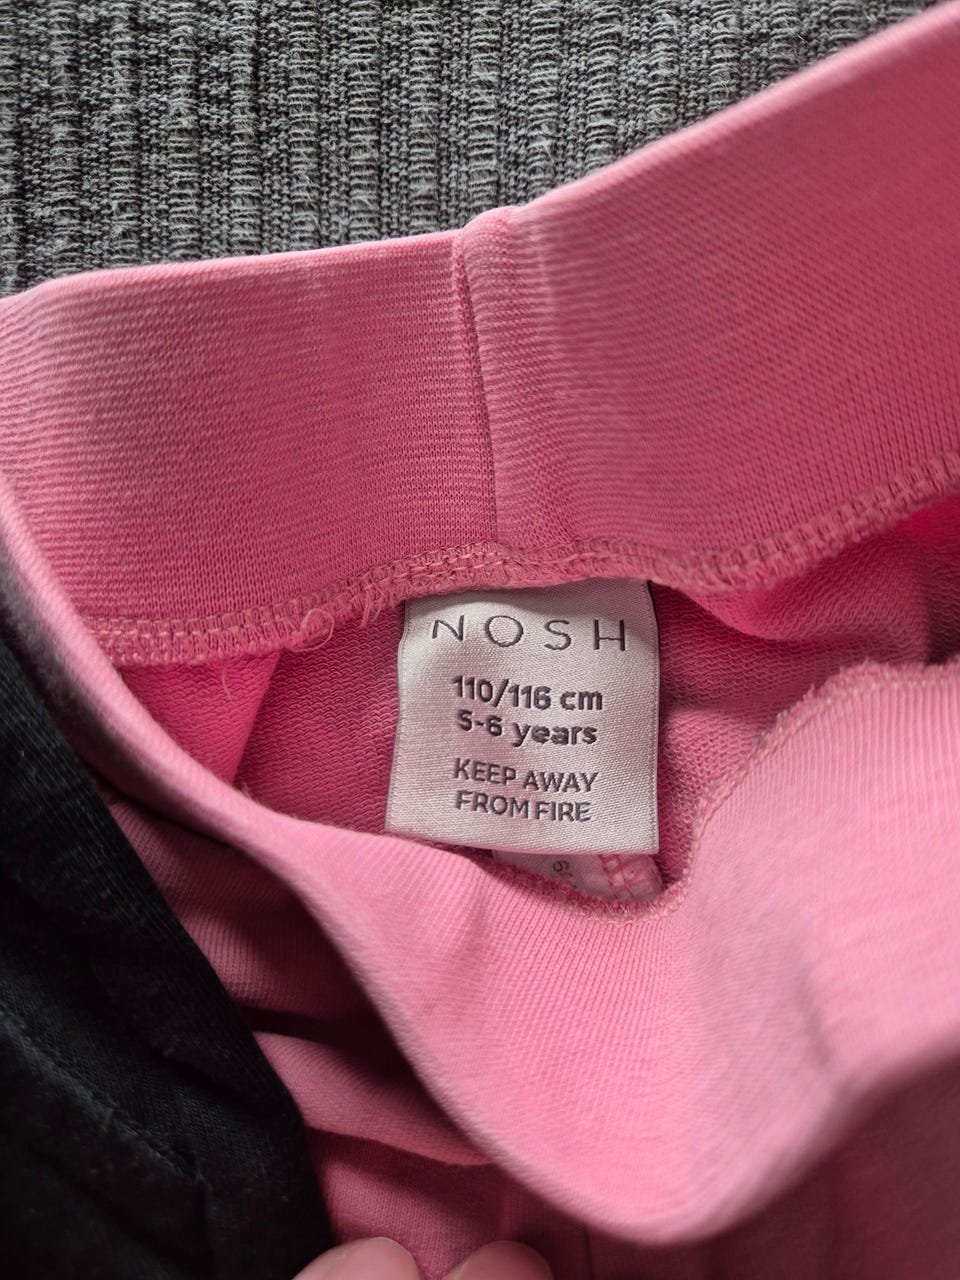 NOSH
110/116 cm
5-6 years
KEEP AWAY
FROM FIRE